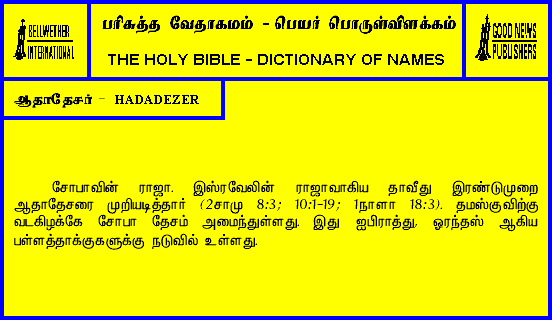 BELLWETHER
INTERNATIONAL
பரிசுத்த வேதாகமம் - பெயர் பொருள்விளக்கம்
THE HOLY BIBLE - DICTIONARY OF NAMES
GOOD NEWS
PUBLISHERS
ஆதாதேசர் - HADADEZER
சோபாவின் ராஜா. இஸ்ரவேலின் ராஜாவாகிய தாவீது இரண்டுமுறை
ஆதாதேசரை முறியடித்தார் (2சாமு 8:3; 10:1-19; 1நாளா 18:3). தமஸ்குவிற்கு
வடகிழக்கே சோபா தேசம் அமைந்துள்ளது. இது ஐபிராத்து, ஓரந்தஸ் ஆகிய
பள்ளத்தாக்குகளுக்கு நடுவில் உள்ளது.